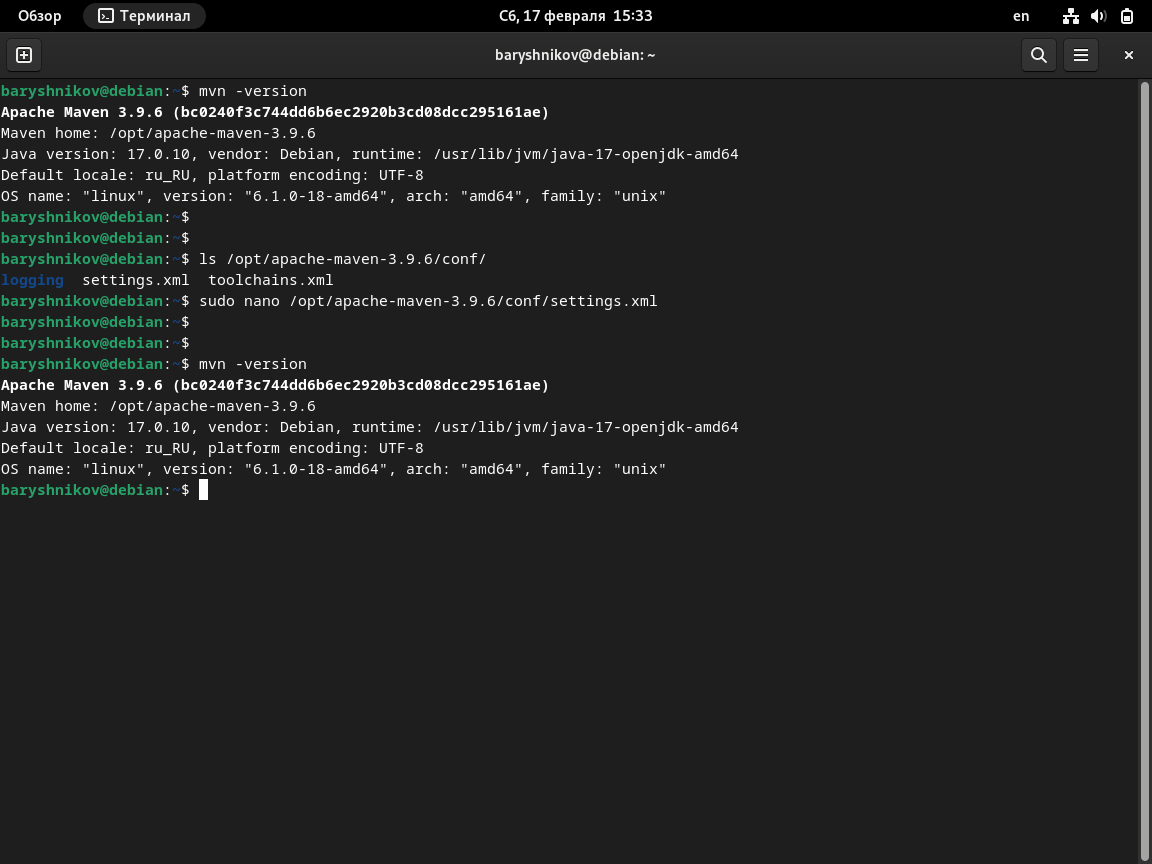 Обзор Терминал Сб, 17 февраля 15:33 en
baryshnikov@debian: ~
baryshnikov@debian:~$ mvn -version
Apache Maven 3.9.6 (bc0240f3c744dd6b6ec2920b3cd08dcc295161ae)
Maven home: /opt/apache-maven-3.9.6
Java version: 17.0.10, vendor: Debian, runtime: /usr/lib/jvm/java-17-openjdk-amd64
Default locale: ru_RU, platform encoding: UTF-8
OS name: "linux", version: "6.1.0-18-amd64", arch: "amd64", family: "unix"
baryshnikov@debian:~$
baryshnikov@debian:~$
baryshnikov@debian:~$ ls /opt/apache-maven-3.9.6/conf/
logging  settings.xml  toolchains.xml
baryshnikov@debian:~$ sudo nano /opt/apache-maven-3.9.6/conf/settings.xml
baryshnikov@debian:~$
baryshnikov@debian:~$
baryshnikov@debian:~$ mvn -version
Apache Maven 3.9.6 (bc0240f3c744dd6b6ec2920b3cd08dcc295161ae)
Maven home: /opt/apache-maven-3.9.6
Java version: 17.0.10, vendor: Debian, runtime: /usr/lib/jvm/java-17-openjdk-amd64
Default locale: ru_RU, platform encoding: UTF-8
OS name: "linux", version: "6.1.0-18-amd64", arch: "amd64", family: "unix"
baryshnikov@debian:~$